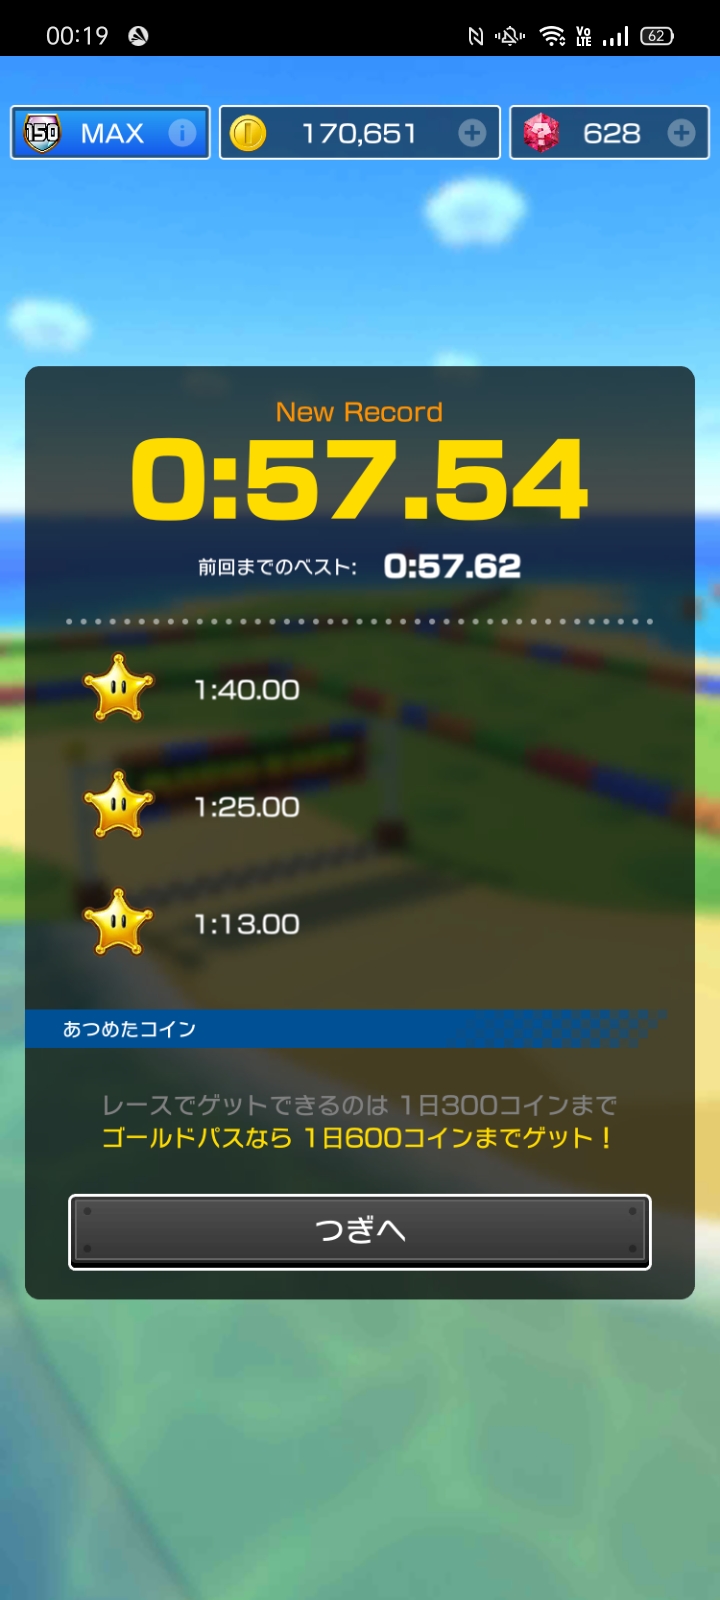 00:19
Vo
LTE
62
150 MAX i
170,651
628
New Record
0:57.54
前回までのベスト: 0:57.62
1:40.00
1:25.00
1:13.00
あつめたコイン
レースでゲットできるのは 1日300コインまで
ゴールドパスなら 1日600コインまでゲット！
つぎへ